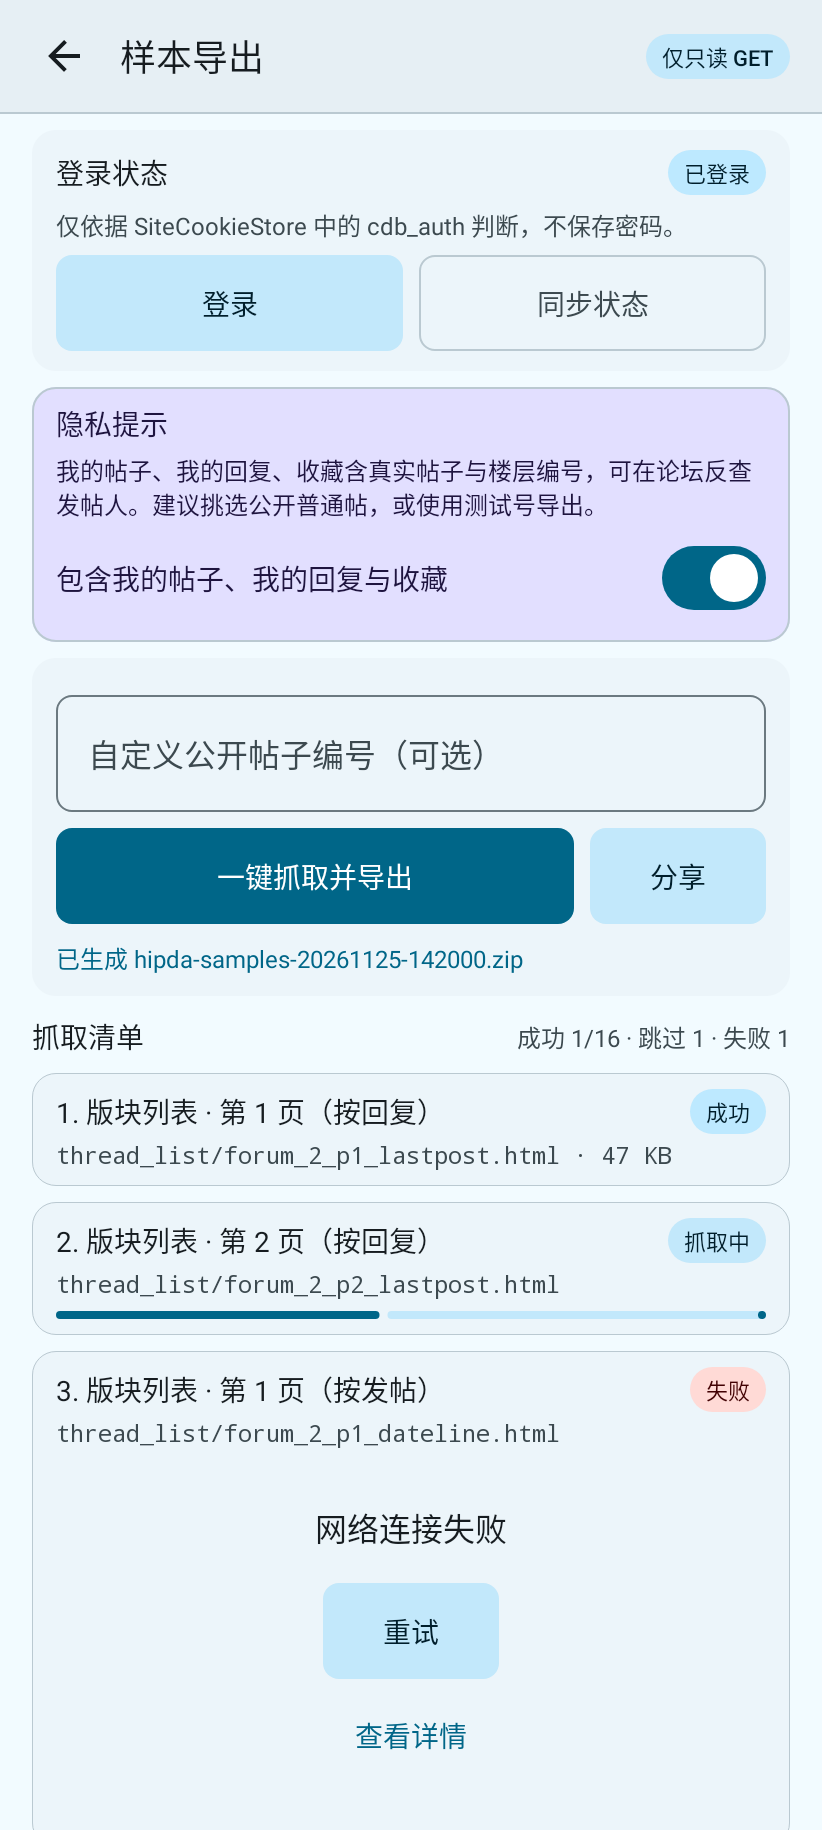 样本导出
仅只读 GET
登录状态
已登录
仅依据 SiteCookieStore 中的 cdb_auth 判断，不保存密码。
登录
同步状态
隐私提示
我的帖子、我的回复、收藏含真实帖子与楼层编号，可在论坛反查
发帖人。建议挑选公开普通帖，或使用测试号导出。
包含我的帖子、我的回复与收藏
自定义公开帖子编号（可选）
一键抓取并导出
分享
已生成 hipda-samples-20261125-142000.zip
抓取清单
成功 1/16 · 跳过 1 · 失败 1
1. 版块列表 · 第 1 页（按回复）
成功
thread_list/forum_2_p1_lastpost.html · 47 KB
2. 版块列表 · 第 2 页（按回复）
抓取中
thread_list/forum_2_p2_lastpost.html
3. 版块列表 · 第 1 页（按发帖）
失败
thread_list/forum_2_p1_dateline.html
网络连接失败
重试
查看详情